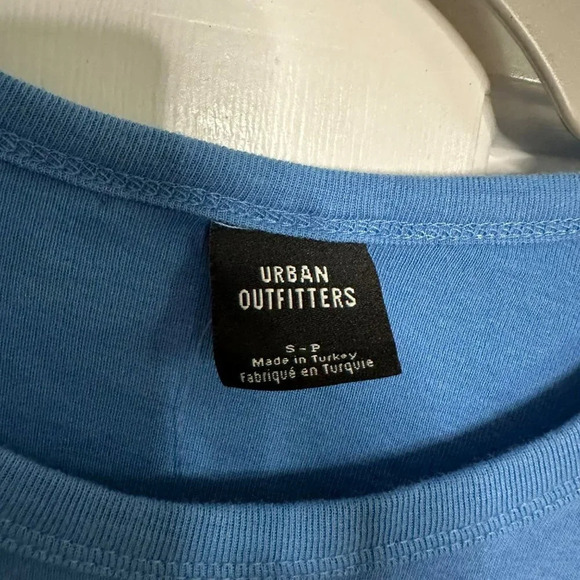 URBAN
OUTFITTERS
S - P
Made in Turkey
Fabriqué en Turquie